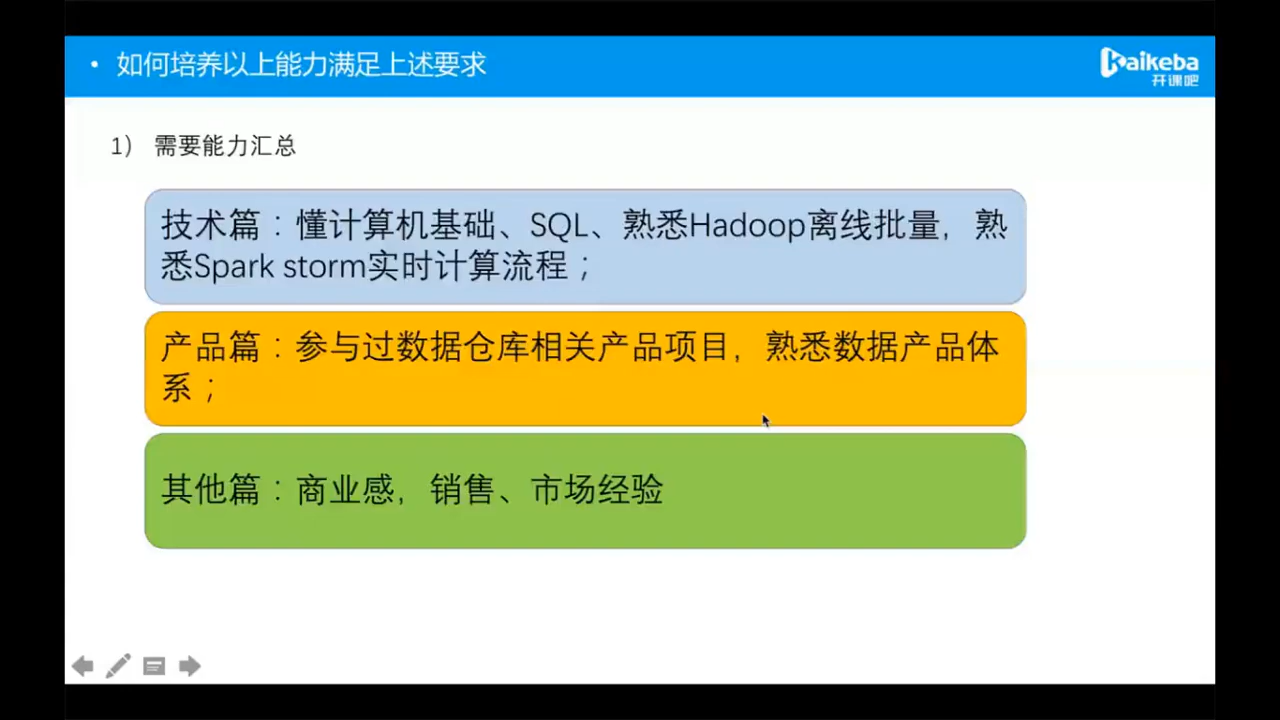 • 如何培养以上能力满足上述要求
Kaikeba
开课吧
1) 需要能力汇总
技术篇：懂计算机基础、SQL、熟悉Hadoop离线批量，熟
悉Spark storm实时计算流程；
产品篇：参与过数据仓库相关产品项目，熟悉数据产品体
系；
其他篇：商业感，销售、市场经验